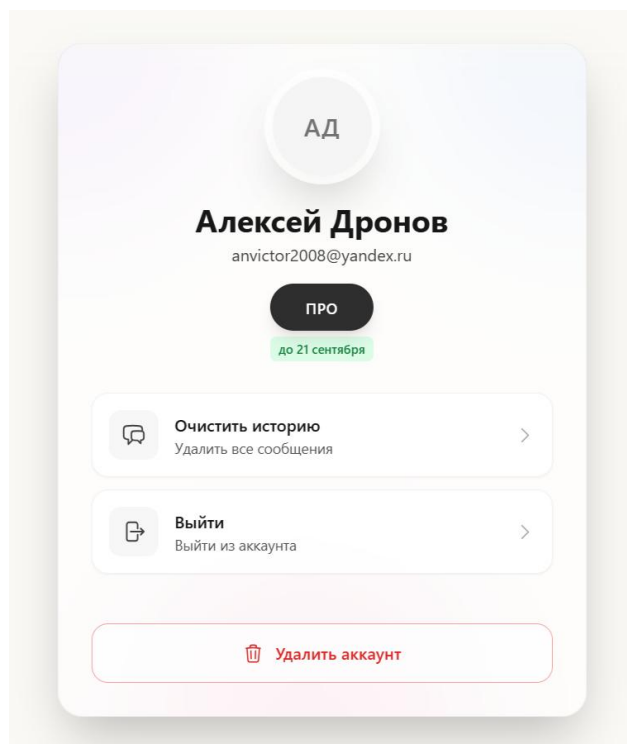 АД
Алексей Дронов
anvictor2008@yandex.ru
ПРО
до 21 сентября
Очистить историю
Удалить все сообщения
Выйти
Выйти из аккаунта
Удалить аккаунт